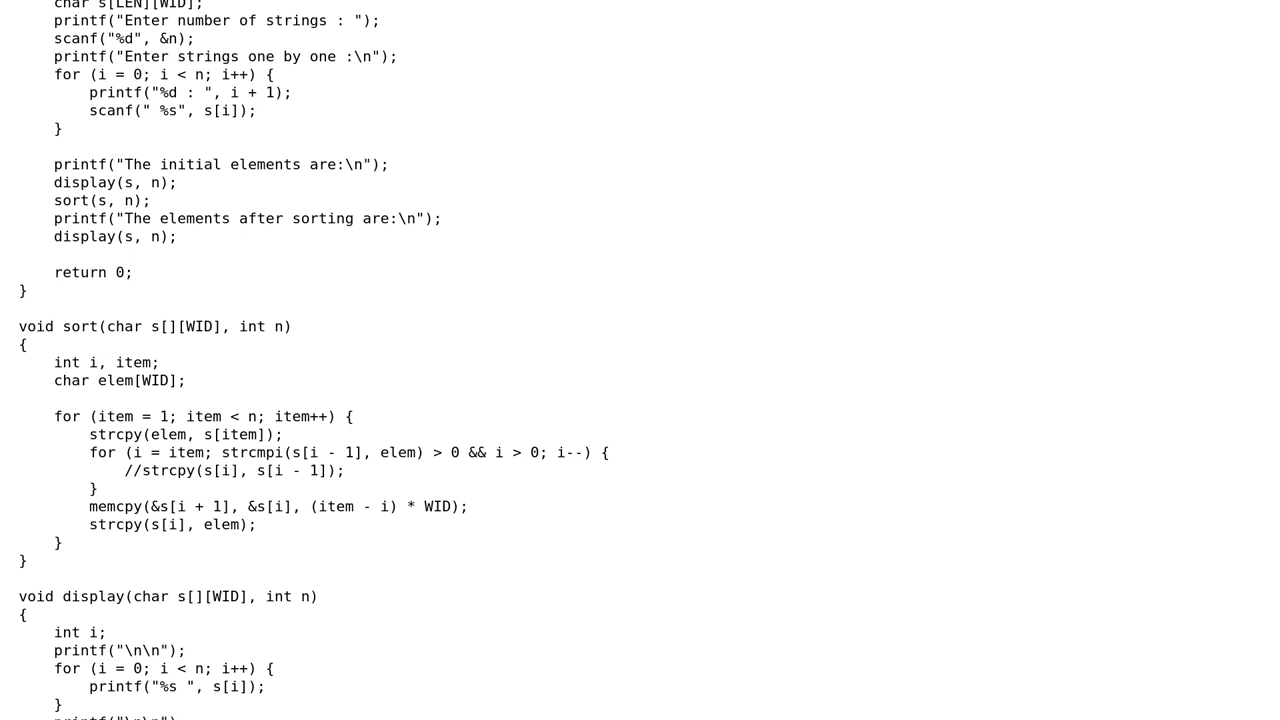 char s[LEN][WID];
printf("Enter number of strings : ");
scanf("%d", &n);
printf("Enter strings one by one :\n");
for (i = 0; i < n; i++) {
printf("%d : ", i + 1);
scanf(" %s", s[i]);
}
printf("The initial elements are:\n");
display(s, n);
sort(s, n);
printf("The elements after sorting are:\n");
display(s, n);
return 0;
}
void sort(char s[][WID], int n)
{
int i, item;
char elem[WID];
for (item = 1; item < n; item++) {
strcpy(elem, s[item]);
for (i = item; strcmpi(s[i - 1], elem) > 0 && i > 0; i--) {
//strcpy(s[i], s[i - 1]);
}
memcpy(&s[i + 1], &s[i], (item - i) * WID);
strcpy(s[i], elem);
}
}
void display(char s[][WID], int n)
{
int i;
printf("\n\n");
for (i = 0; i < n; i++) {
printf("%s ", s[i]);
}
printf("\n\n");